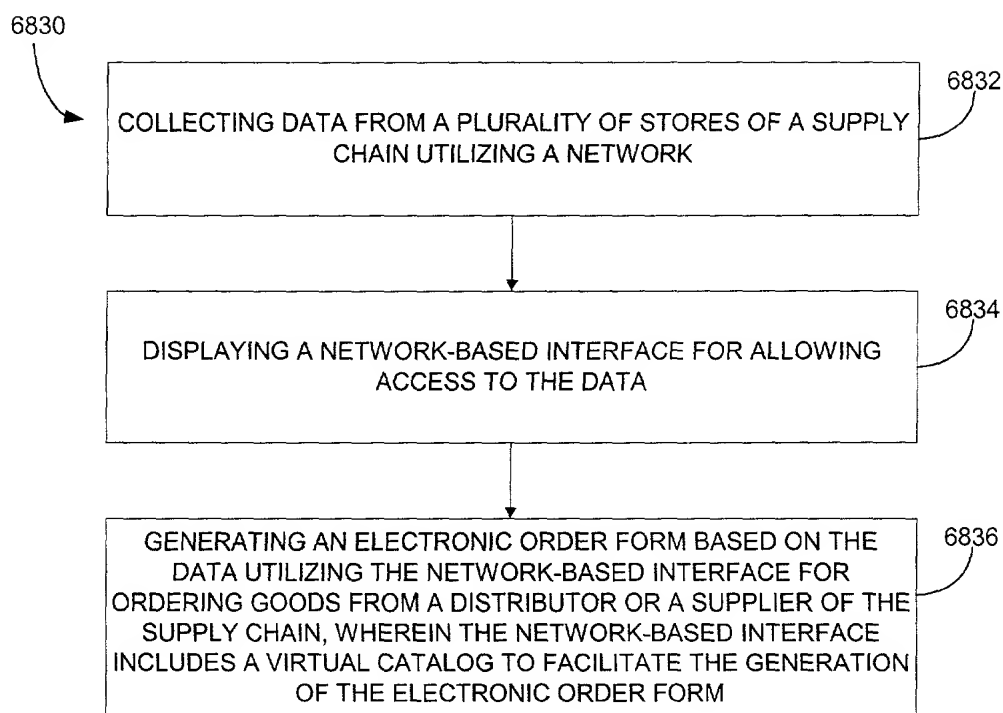 6830
6832
COLLECTING DATA FROM A PLURALITY OF STORES OF A SUPPLY
CHAIN UTILIZING A NETWORK
6834
DISPLAYING A NETWORK-BASED INTERFACE FOR ALLOWING
ACCESS TO THE DATA
6836
GENERATING AN ELECTRONIC ORDER FORM BASED ON THE
DATA UTILIZING THE NETWORK-BASED INTERFACE FOR
ORDERING GOODS FROM A DISTRIBUTOR OR A SUPPLIER OF THE
SUPPLY CHAIN, WHEREIN THE NETWORK-BASED INTERFACE
INCLUDES A VIRTUAL CATALOG TO FACILITATE THE GENERATION
OF THE ELECTRONIC ORDER FORM